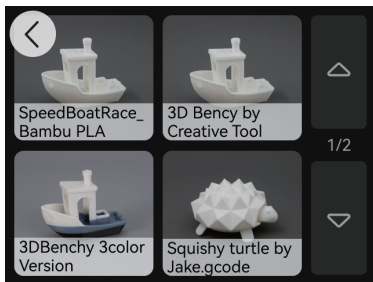 SpeedBoatRace_
Bambu PLA
3D Bency by
Creative Tool
1/2
3DBenchy 3color
Version
Squishy turtle by
Jake.gcode